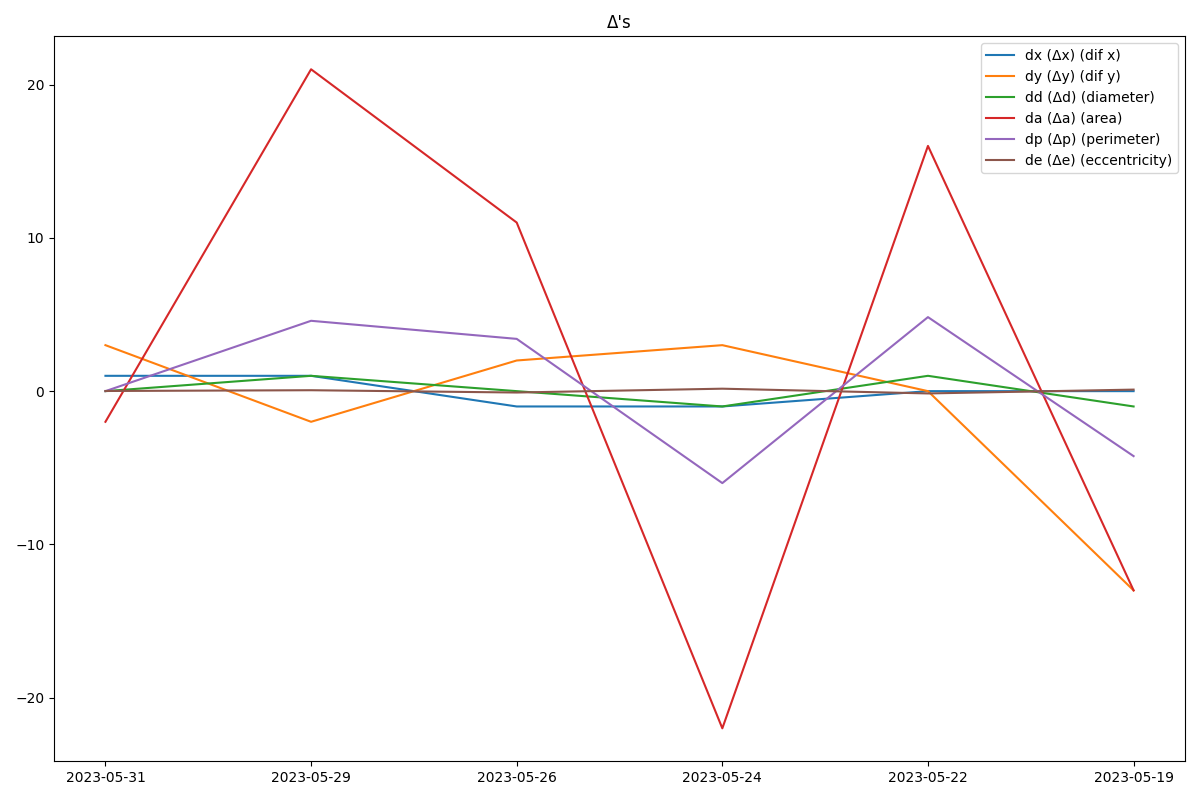 Δ's
dx (Δx) (dif x)
dy (Δy) (dif y)
dd (Δd) (diameter)
da (Δa) (area)
dp (Δp) (perimeter)
de (Δe) (eccentricity)
20
10
0
−10
−20
2023-05-31
2023-05-29
2023-05-26
2023-05-24
2023-05-22
2023-05-19